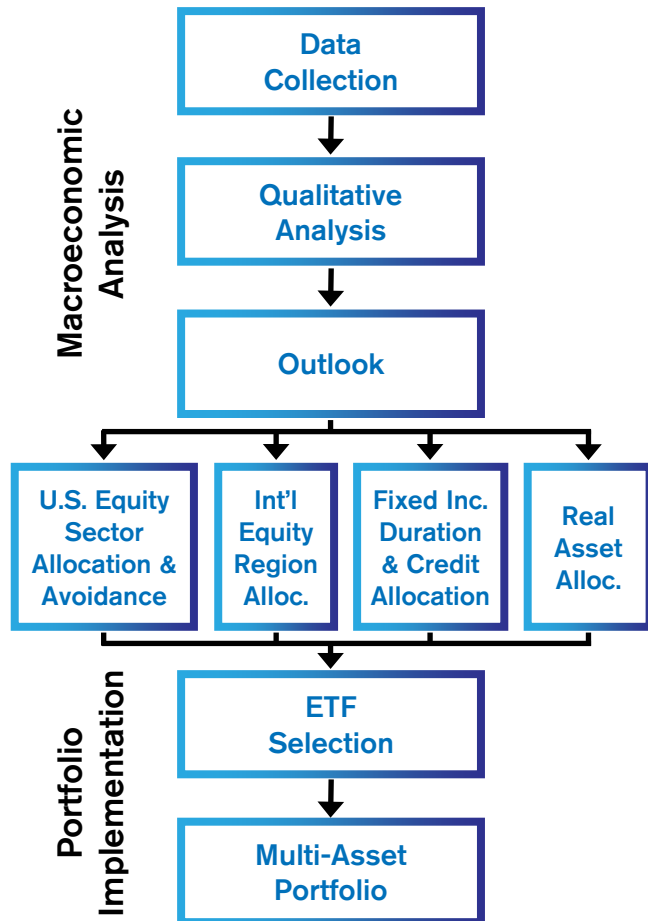 Macroeconomic
Analysis
Data
Collection
Qualitative
Analysis
Outlook
U.S. Equity
Sector
Allocation &
Avoidance
Int'l
Equity
Region
Alloc.
Fixed Inc.
Duration
& Credit
Allocation
Real
Asset
Alloc.
Portfolio
Implementation
ETF
Selection
Multi-Asset
Portfolio